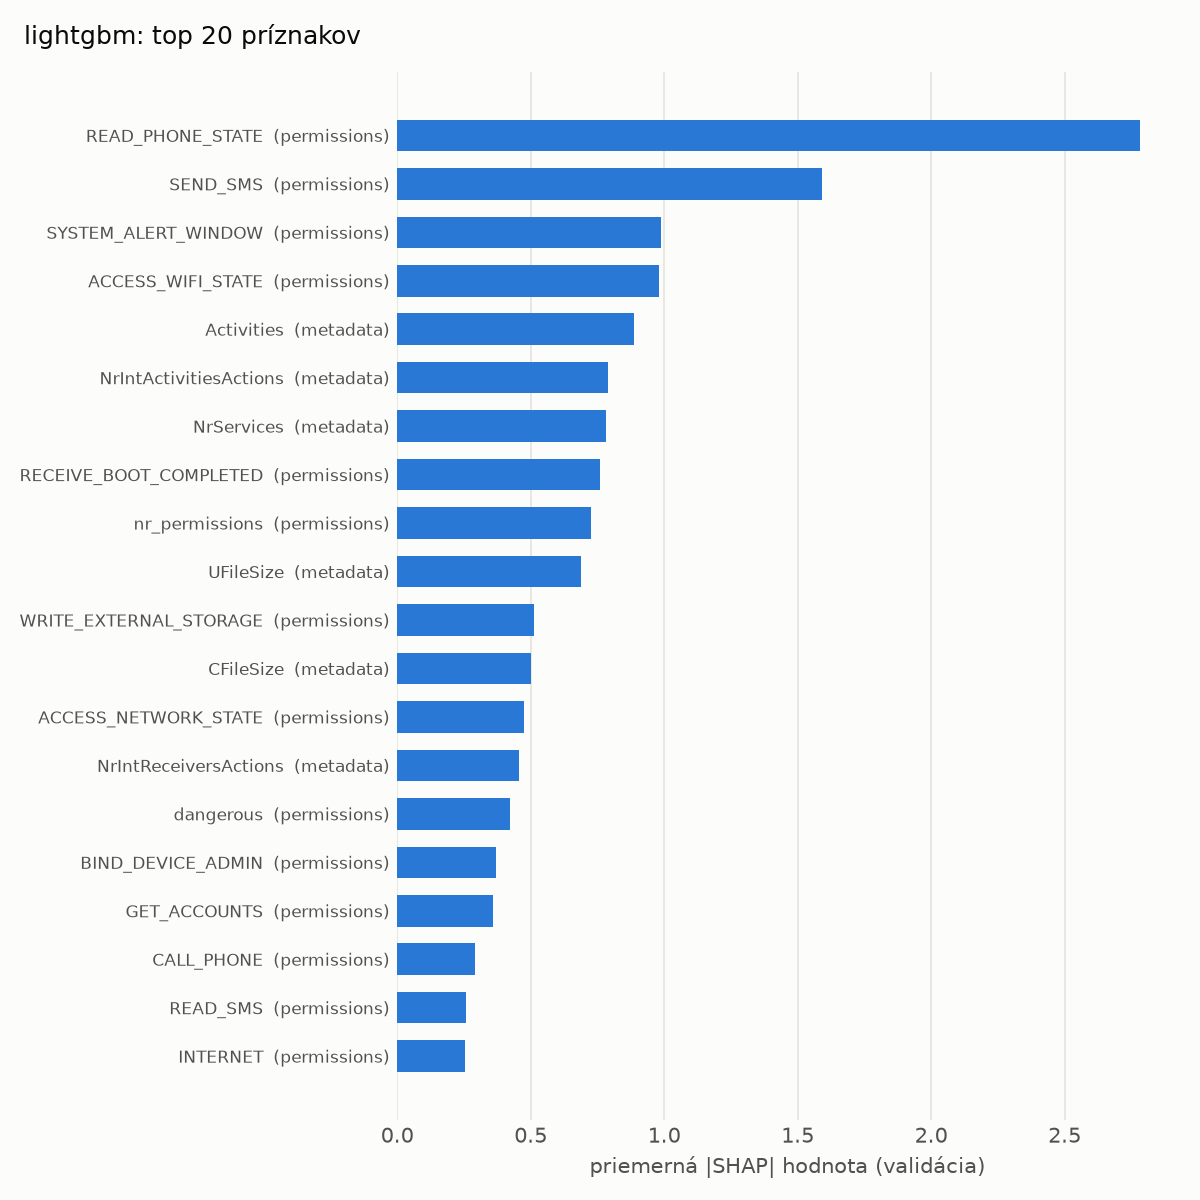 lightgbm: top 20 príznakov
READ_PHONE_STATE (permissions)
SEND_SMS (permissions)
SYSTEM_ALERT_WINDOW (permissions)
ACCESS_WIFI_STATE (permissions)
Activities (metadata)
NrIntActivitiesActions (metadata)
NrServices (metadata)
RECEIVE_BOOT_COMPLETED (permissions)
nr_permissions (permissions)
UFileSize (metadata)
WRITE_EXTERNAL_STORAGE (permissions)
CFileSize (metadata)
ACCESS_NETWORK_STATE (permissions)
NrIntReceiversActions (metadata)
dangerous (permissions)
BIND_DEVICE_ADMIN (permissions)
GET_ACCOUNTS (permissions)
CALL_PHONE (permissions)
READ_SMS (permissions)
INTERNET (permissions)
0.0 0.5 1.0 1.5 2.0 2.5
priemerná |SHAP| hodnota (validácia)